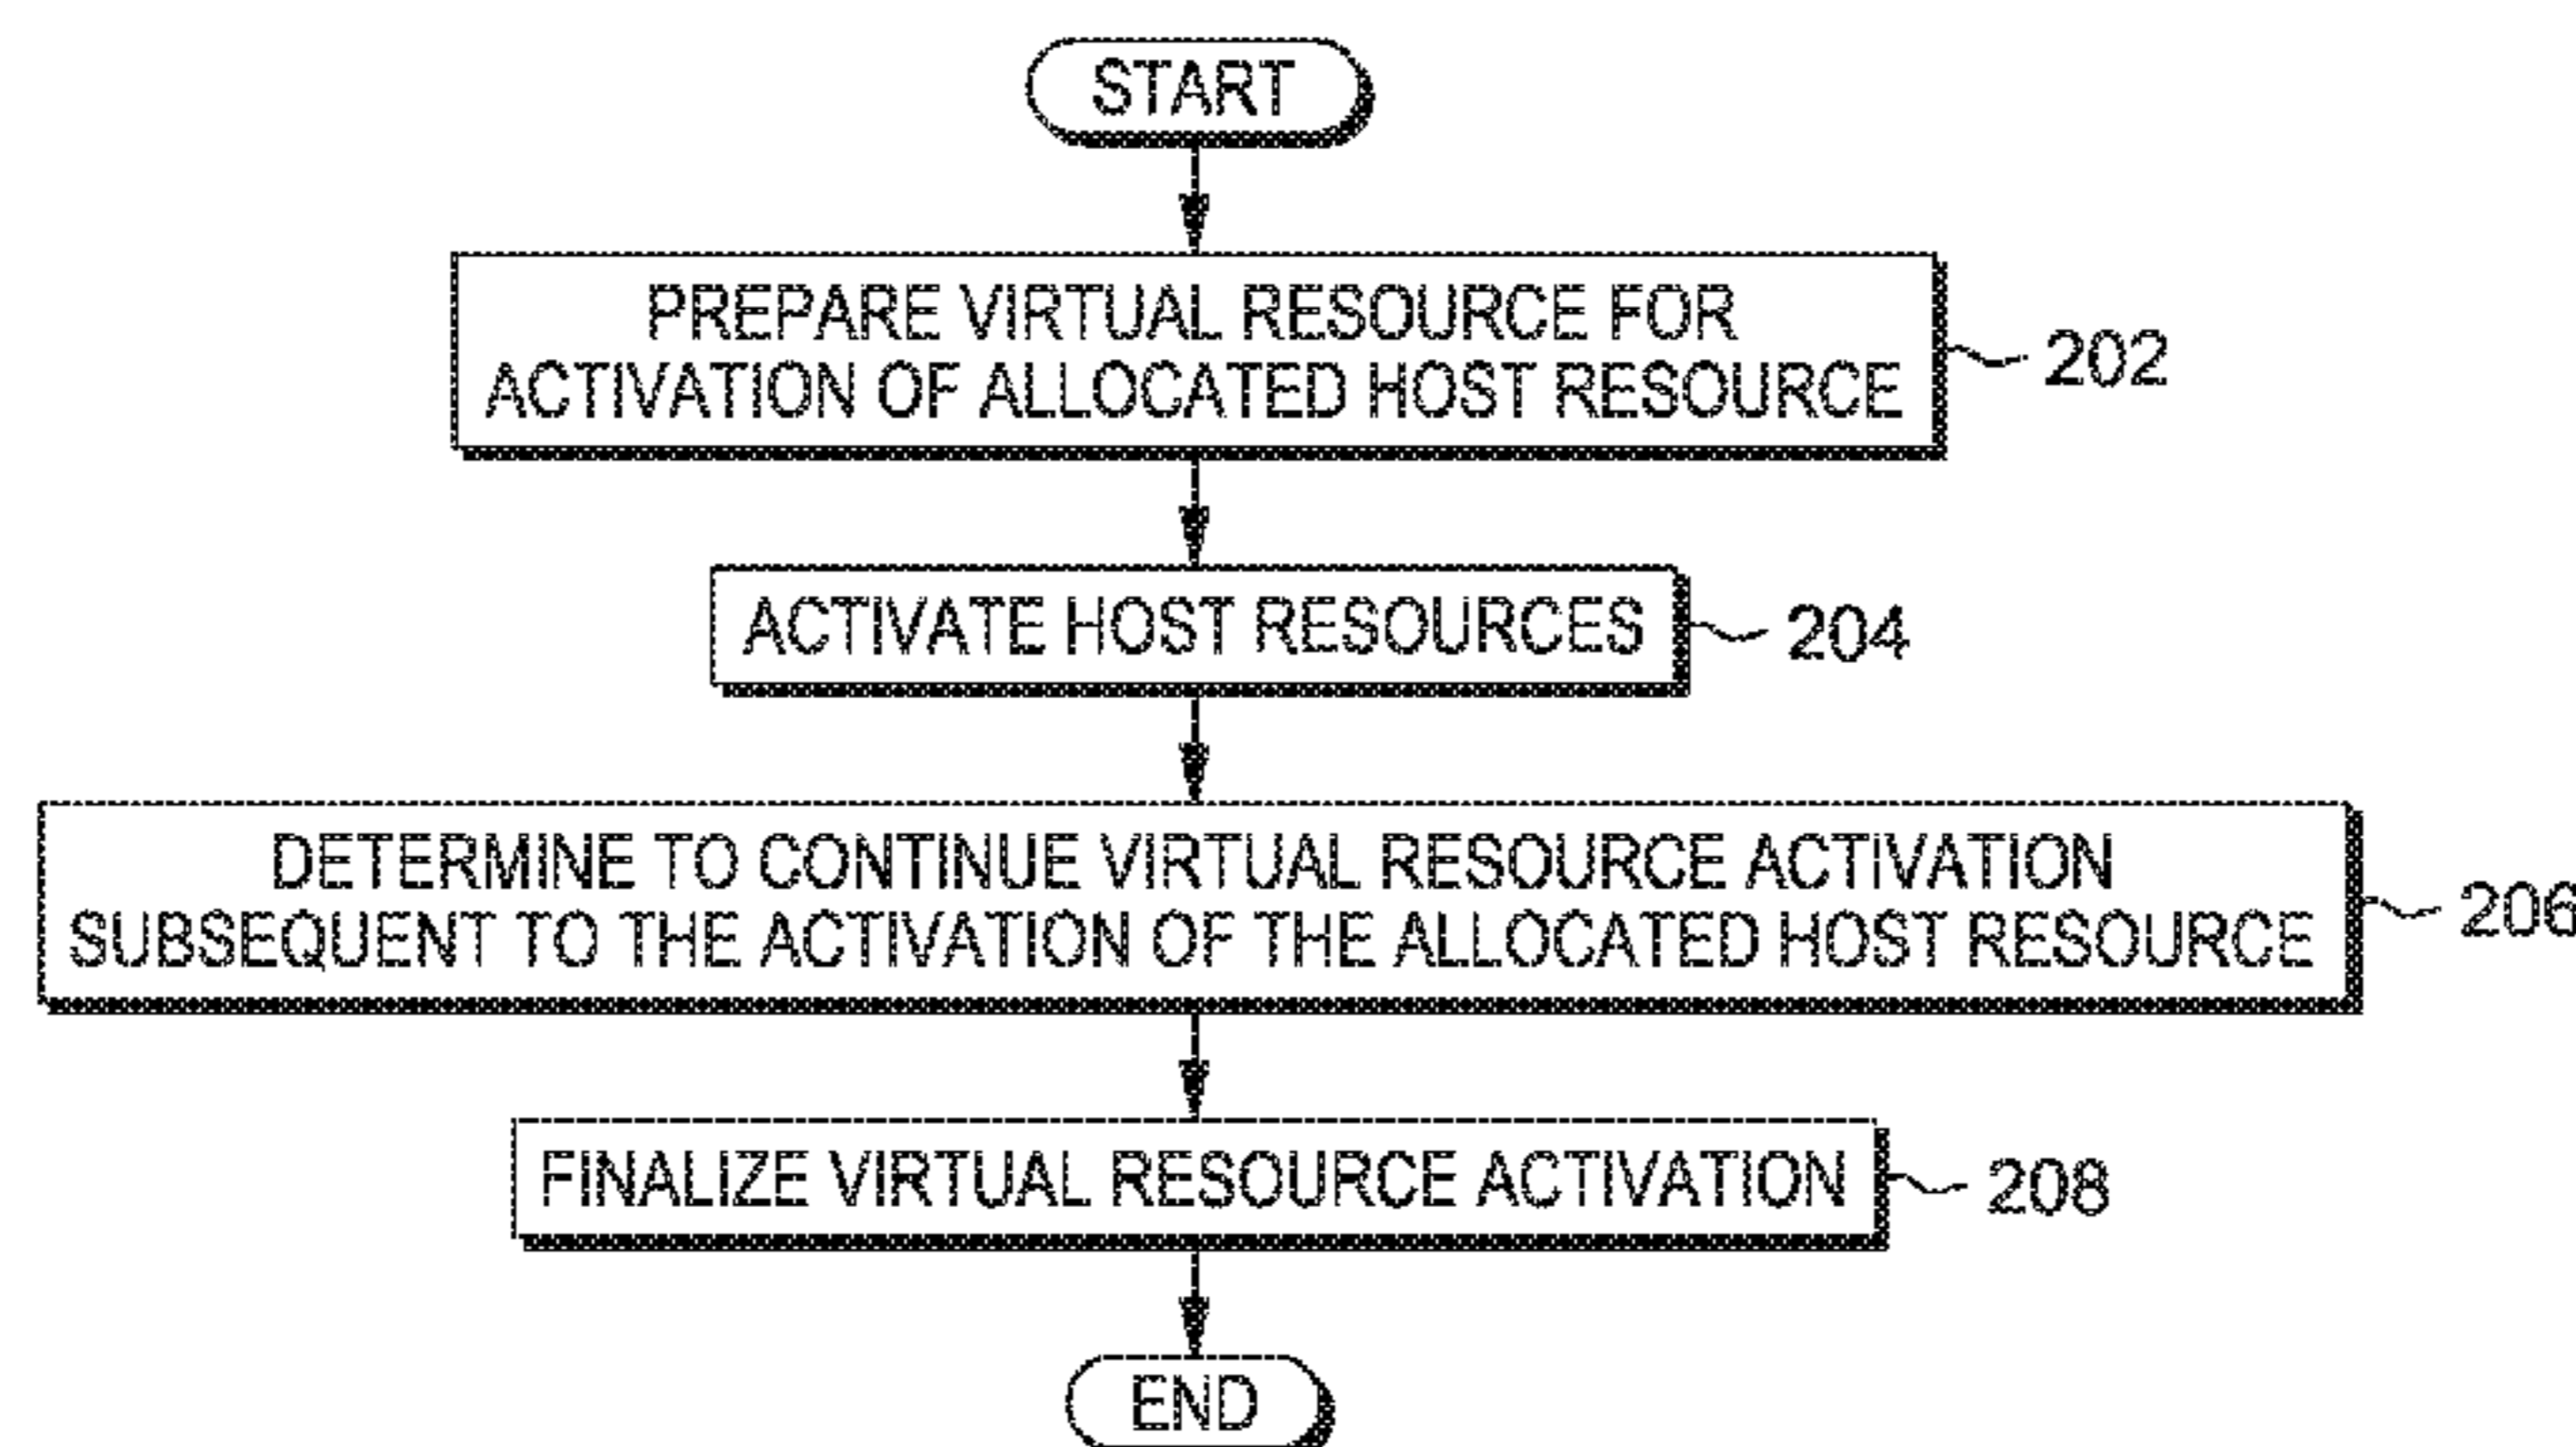 START
PREPARE VIRTUAL RESOURCE FOR
ACTIVATION OF ALLOCATED HOST RESOURCE
202
ACTIVATE HOST RESOURCES
204
DETERMINE TO CONTINUE VIRTUAL RESOURCE ACTIVATION
SUBSEQUENT TO THE ACTIVATION OF THE ALLOCATED HOST RESOURCE
206
FINALIZE VIRTUAL RESOURCE ACTIVATION
208
END